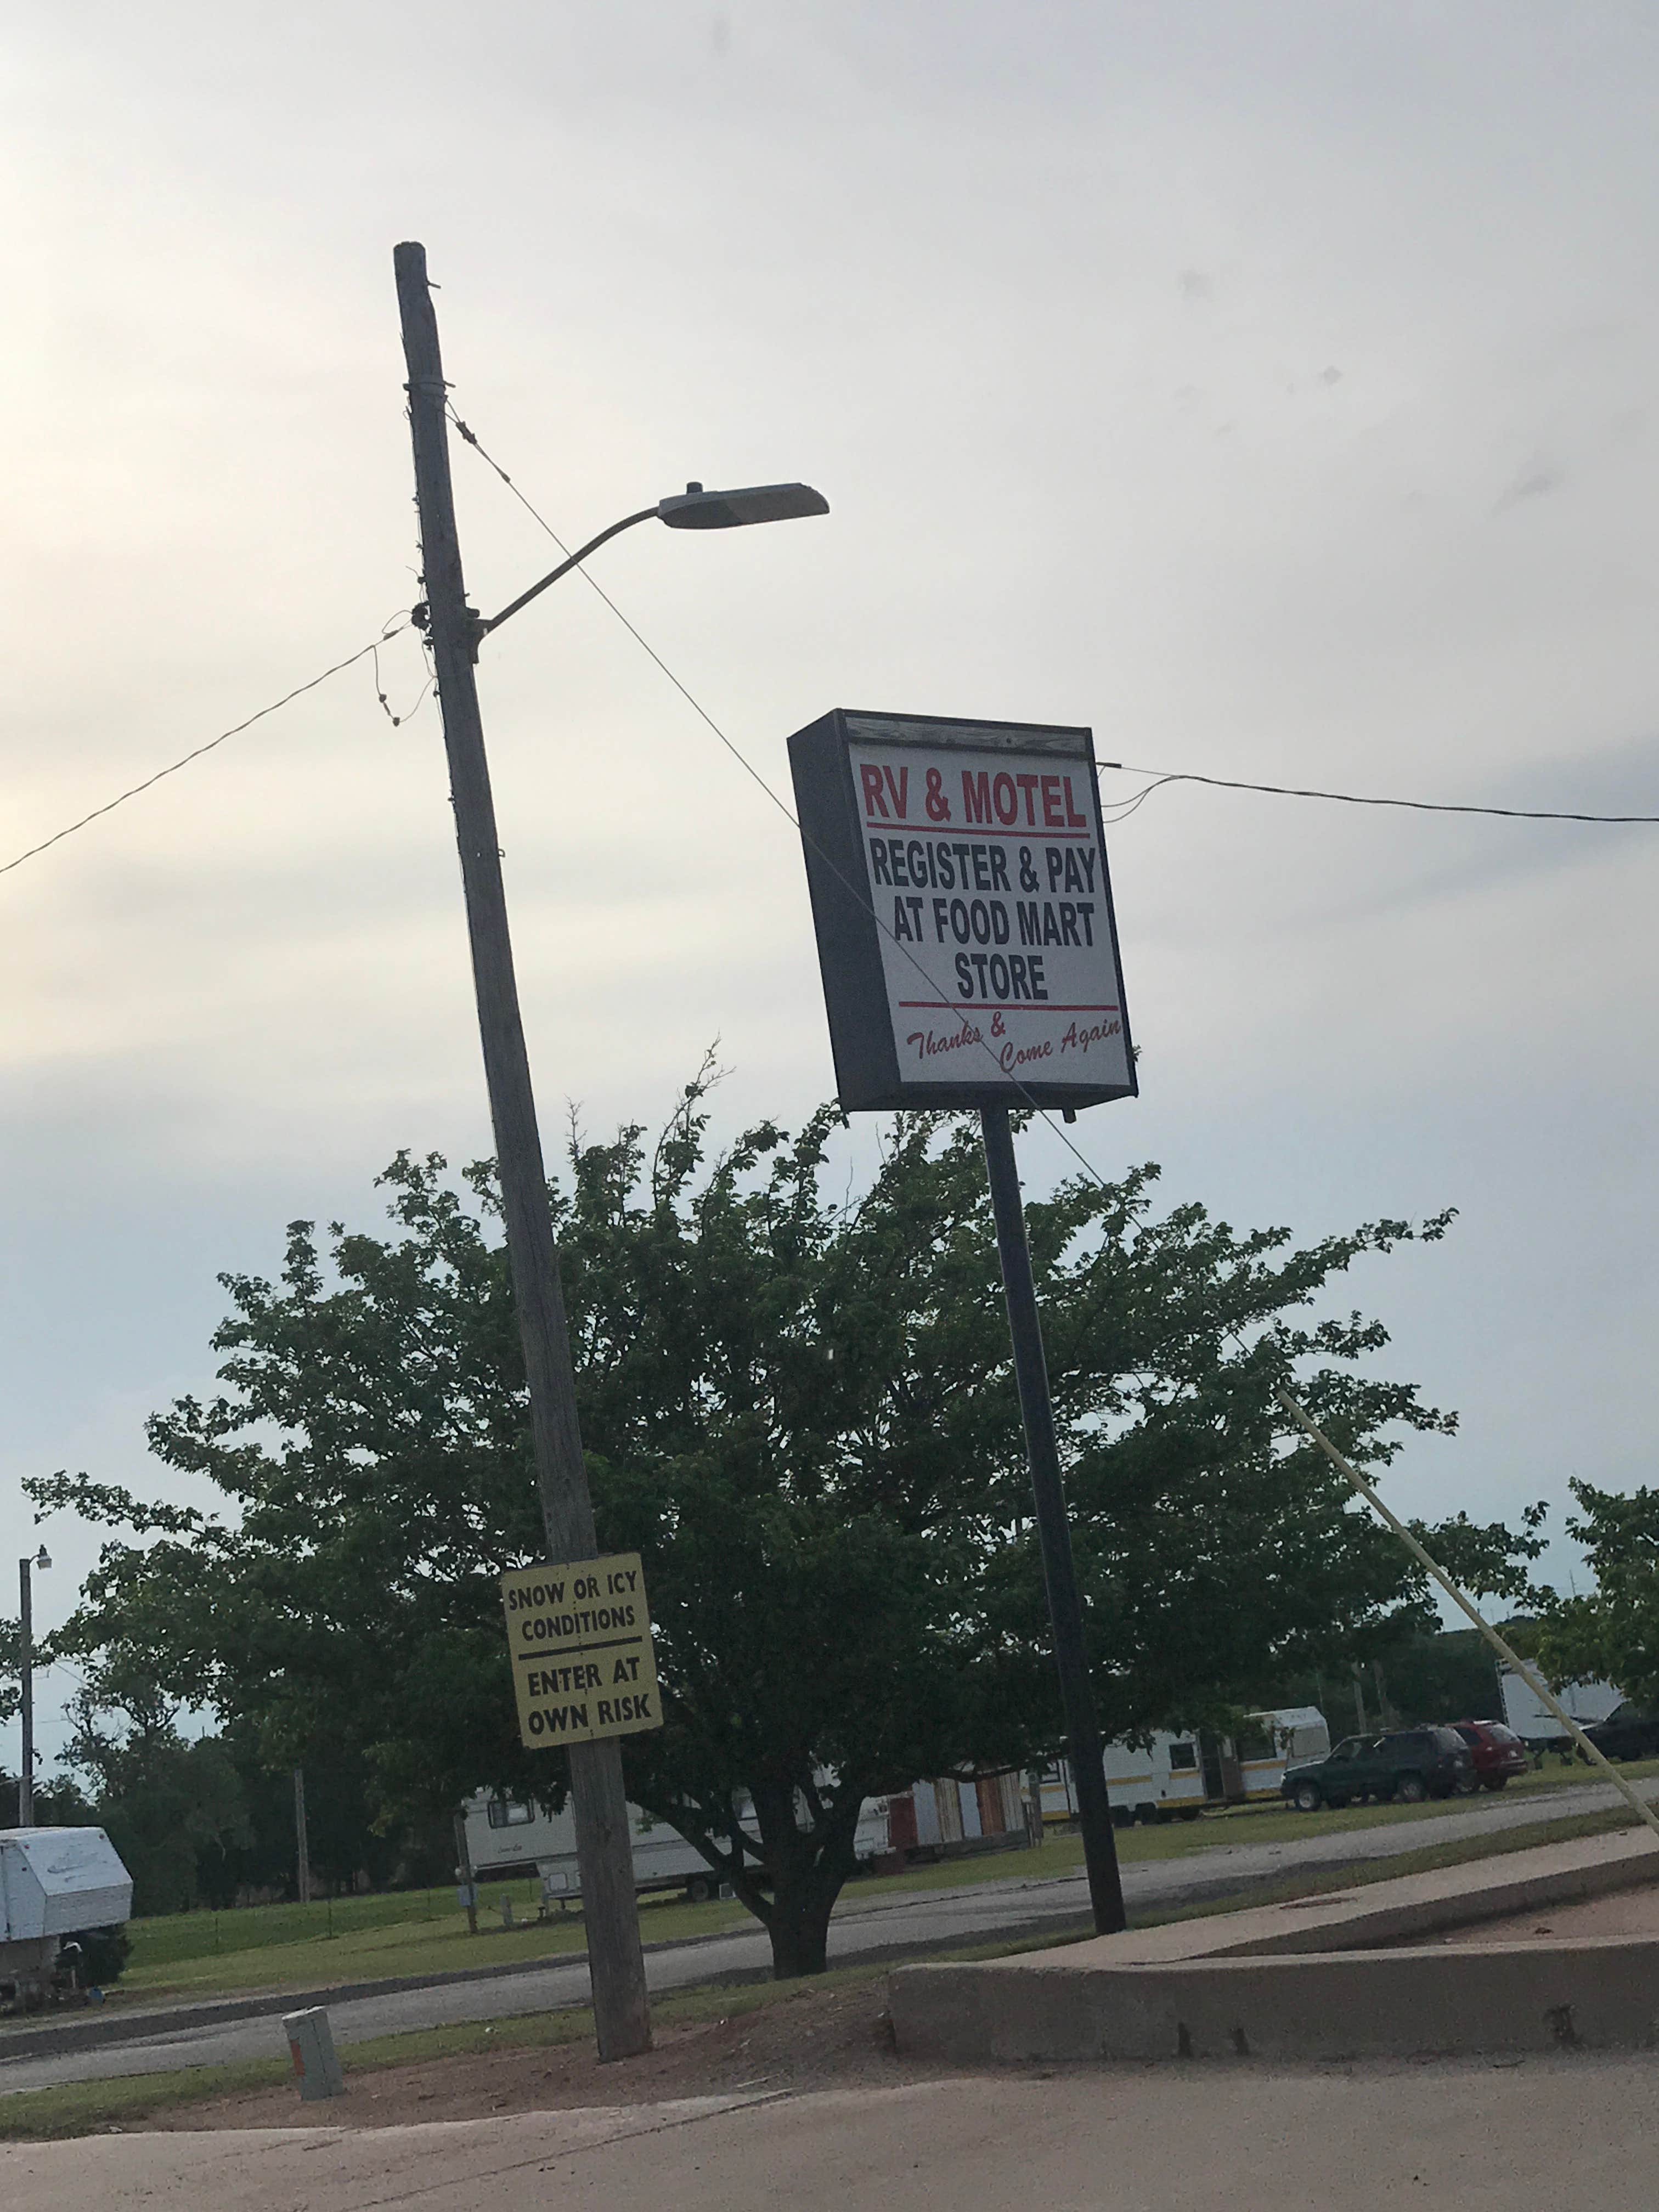 RV & MOTEL
REGISTER & PAY
AT FOOD MART
STORE
Thanks &
Come Again
SNOW OR ICY
CONDITIONS
ENTER AT
OWN RISK